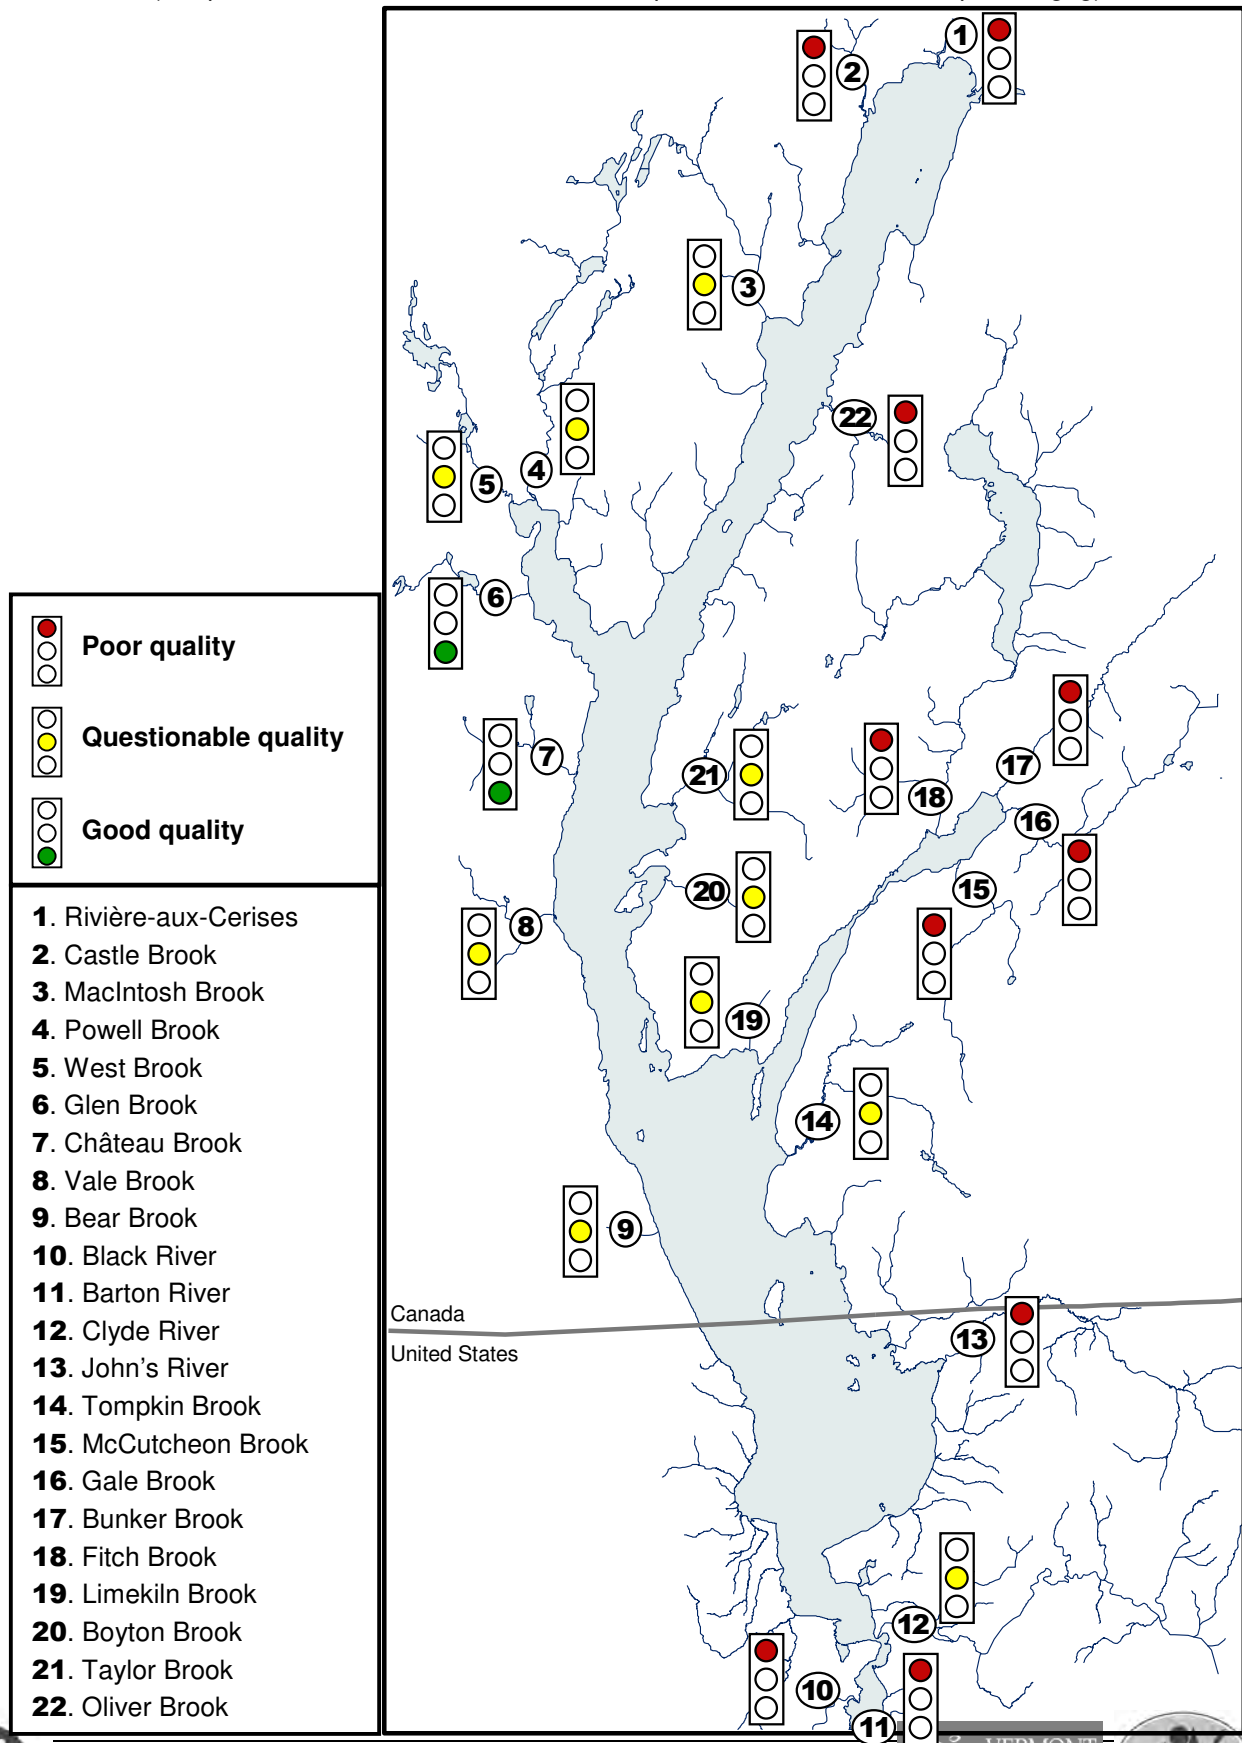 1
2
3
22
4
5
6
7
21
17
18
16
15
20
8
19
14
9
Canada
United States
13
12
10
11
Poor quality
Questionable quality
Good quality
1. Rivière-aux-Cerises
2. Castle Brook
3. MacIntosh Brook
4. Powell Brook
5. West Brook
6. Glen Brook
7. Château Brook
8. Vale Brook
9. Bear Brook
10. Black River
11. Barton River
12. Clyde River
13. John's River
14. Tompkin Brook
15. McCutcheon Brook
16. Gale Brook
17. Bunker Brook
18. Fitch Brook
19. Limekiln Brook
20. Boyton Brook
21. Taylor Brook
22. Oliver Brook
VERMONT